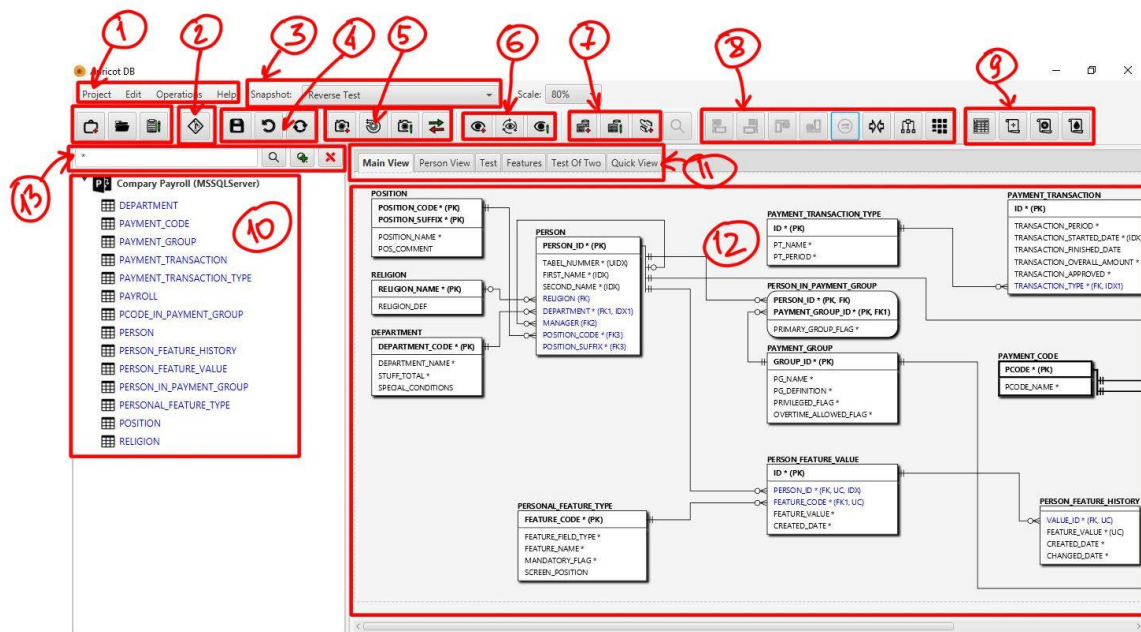 1
2
3
4
5
6
7
8
9
Apricot DB
Project Edit Operations Help Snapshot: Reverse Test Scale: 80%
13
*
Main View Person View Test Features Test Of Two Quick View
11
Compary Payroll (MSSQLServer)
DEPARTMENT
PAYMENT_CODE
PAYMENT_GROUP
PAYMENT_TRANSACTION
PAYMENT_TRANSACTION_TYPE
PAYROLL
PCODE_IN_PAYMENT_GROUP
PERSON
PERSON_FEATURE_HISTORY
PERSON_FEATURE_VALUE
PERSON_IN_PAYMENT_GROUP
PERSONAL_FEATURE_TYPE
POSITION
RELIGION
10
12
POSITION
POSITION_CODE * (PK)
POSITION_SUFFIX * (PK)
POSITION_NAME *
POS_COMMENT
RELIGION
RELIGION_NAME * (PK)
RELIGION_DEF
DEPARTMENT
DEPARTMENT_CODE * (PK)
DEPARTMENT_NAME *
STUFF_TOTAL *
SPECIAL_CONDITIONS
PERSON
PERSON_ID * (PK)
TABEL_NUMMER * (UIDX)
FIRST_NAME * (IDX)
SECOND_NAME * (IDX)
RELIGION (FK)
DEPARTMENT * (FK1, IDX1)
MANAGER (FK2)
POSITION_CODE * (FK3)
POSITION_SUFFIX * (FK3)
PERSONAL_FEATURE_TYPE
FEATURE_CODE * (PK)
FEATURE_FIELD_TYPE *
FEATURE_NAME *
MANDATORY_FLAG *
SCREEN_POSITION
PAYMENT_TRANSACTION_TYPE
ID * (PK)
PT_NAME *
PT_PERIOD *
PERSON_IN_PAYMENT_GROUP
PERSON_ID * (PK, FK)
PAYMENT_GROUP_ID * (PK, FK1)
PRIMARY_GROUP_FLAG *
PAYMENT_GROUP
GROUP_ID * (PK)
PG_NAME *
PG_DEFINITION *
PRIVILEGED_FLAG *
OVERTIME_ALLOWED_FLAG *
PERSON_FEATURE_VALUE
ID * (PK)
PERSON_ID * (FK, UC, IDX)
FEATURE_CODE * (FK1, UC)
FEATURE_VALUE *
CREATED_DATE *
PAYMENT_TRANSACTION
ID * (PK)
TRANSACTION_PERIOD *
TRANSACTION_STARTED_DATE * (IDX
TRANSACTION_FINISHED_DATE
TRANSACTION_OVERALL_AMOUNT *
TRANSACTION_APPROVED *
TRANSACTION_TYPE * (FK, IDX1)
PAYMENT_CODE
PCODE * (PK)
PCODE_NAME *
PERSON_FEATURE_HISTORY
VALUE_ID * (FK, UC)
FEATURE_VALUE * (UC)
CREATED_DATE *
CHANGED_DATE *